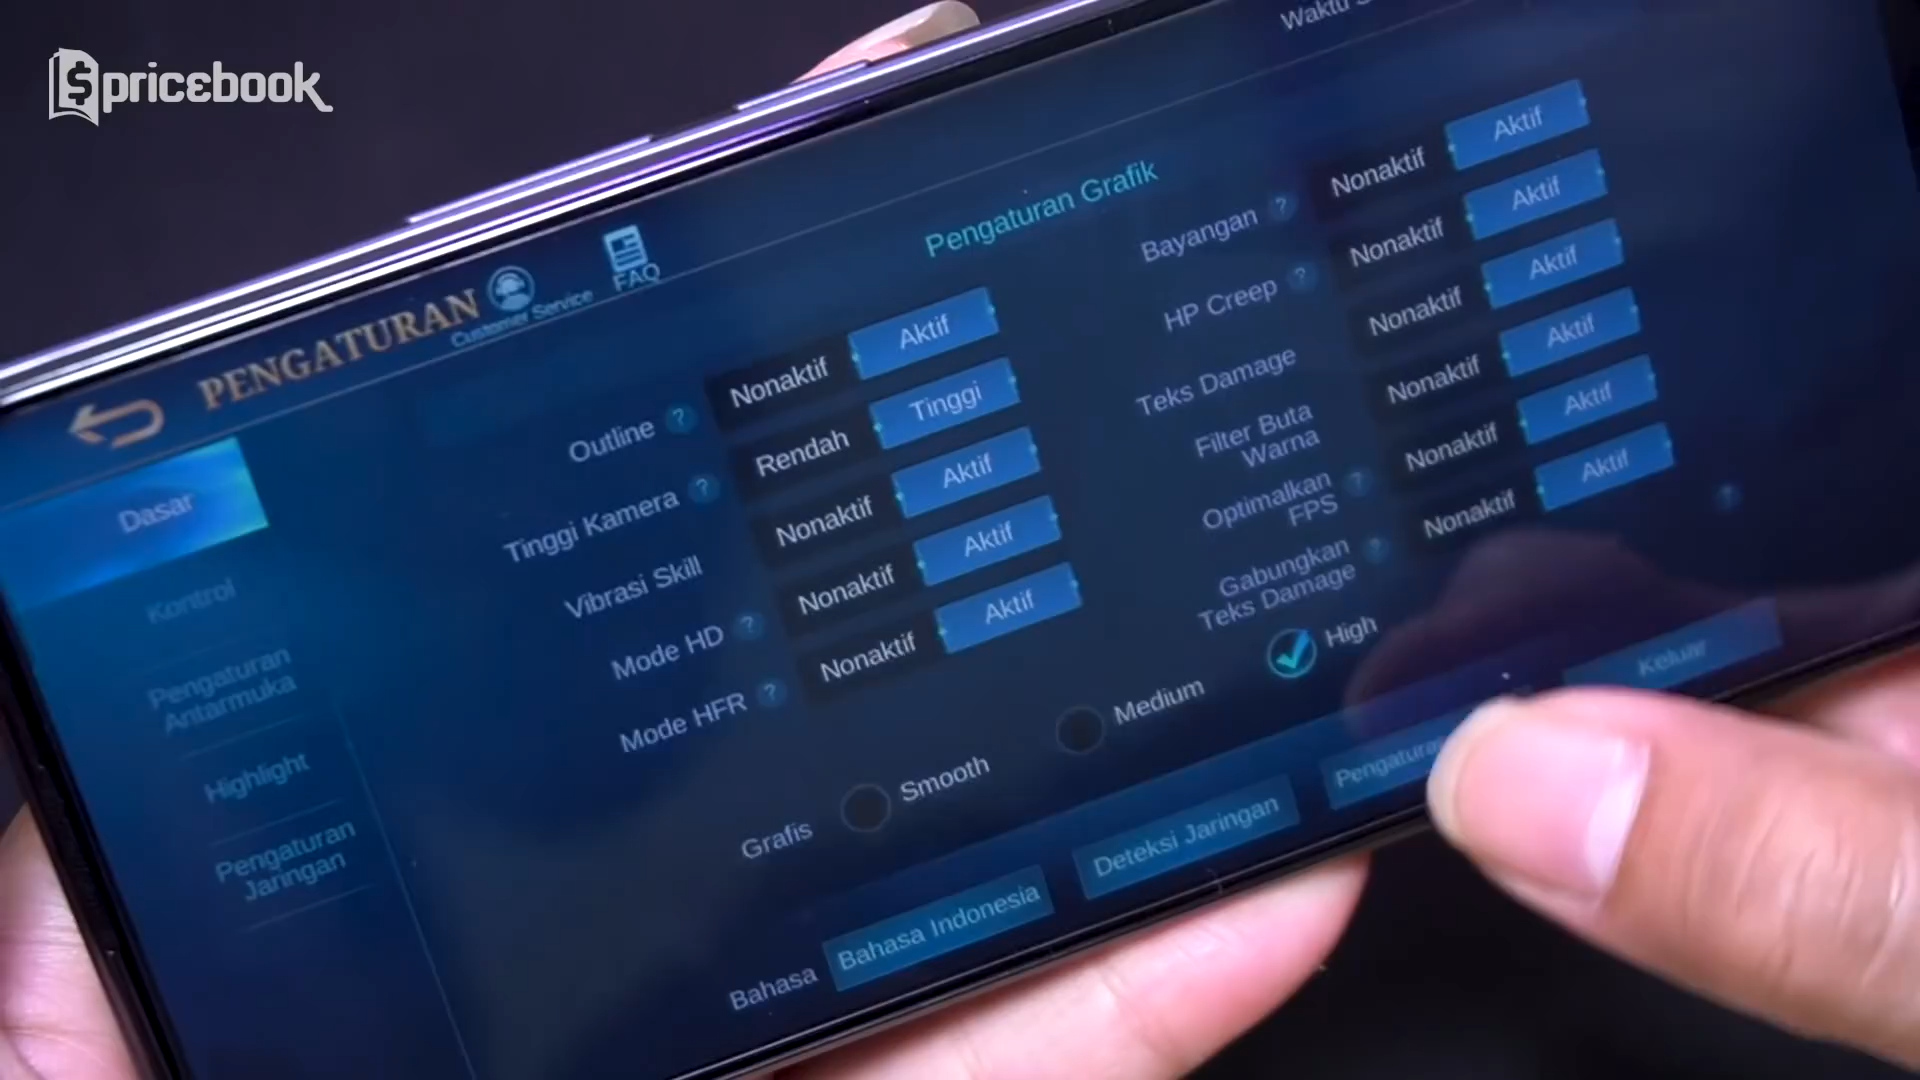 pricebook
Waktu
PENGATURAN
Customer Service
FAQ
Pengaturan Grafik
Dasar
Kontrol
Pengaturan
Antarmuka
Highlight
Pengaturan
Jaringan
Outline ? Nonaktif Aktif
Tinggi Kamera ? Rendah Tinggi
Vibrasi Skill Nonaktif Aktif
Mode HD ? Nonaktif Aktif
Mode HFR ? Nonaktif Aktif
Bayangan ? Nonaktif Aktif
HP Creep ? Nonaktif Aktif
Teks Damage Nonaktif Aktif
Filter Buta
Warna Nonaktif Aktif
Optimalkan
FPS ? Nonaktif Aktif
Gabungkan
Teks Damage ? Nonaktif Aktif
?
Grafis Smooth Medium High
Bahasa Bahasa Indonesia Deteksi Jaringan Pengaturan Keluar